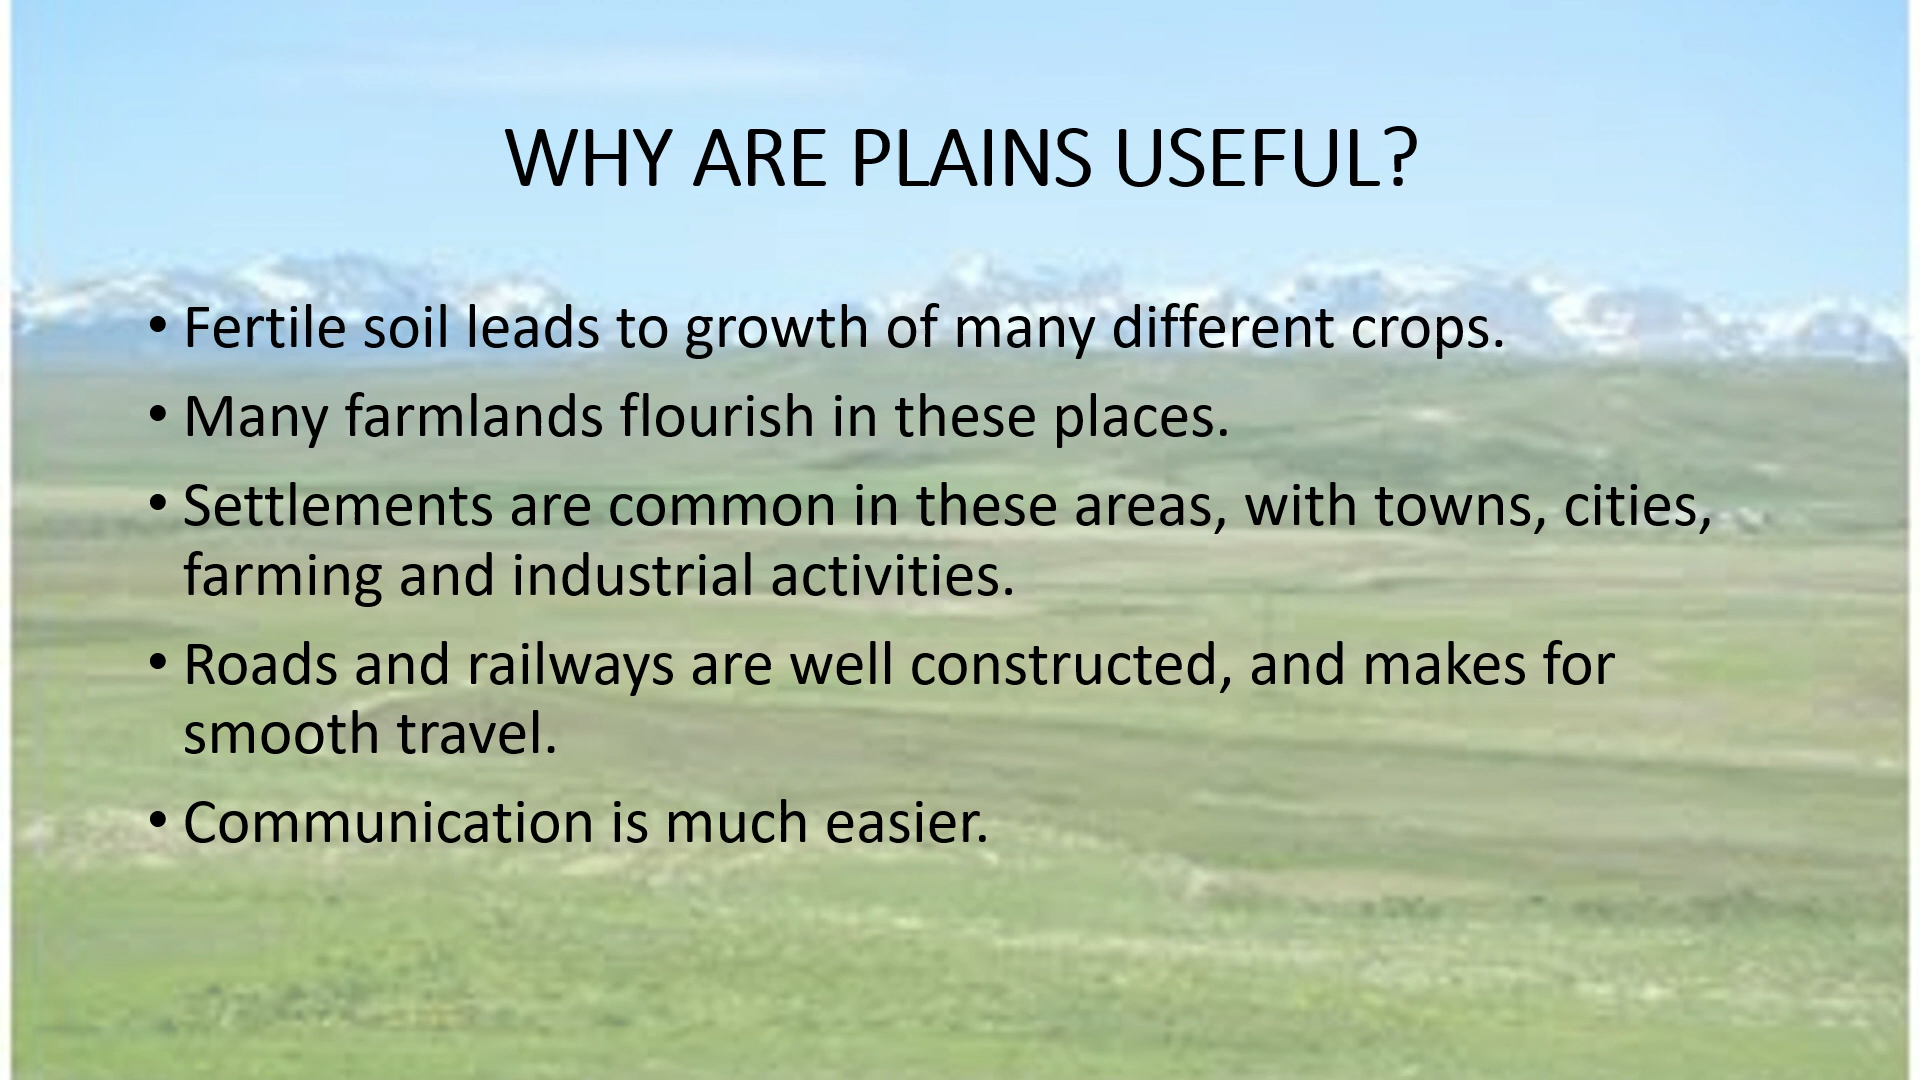 WHY ARE PLAINS USEFUL?
• Fertile soil leads to growth of many different crops.
• Many farmlands flourish in these places.
• Settlements are common in these areas, with towns, cities,
farming and industrial activities.
• Roads and railways are well constructed, and makes for
smooth travel.
• Communication is much easier.